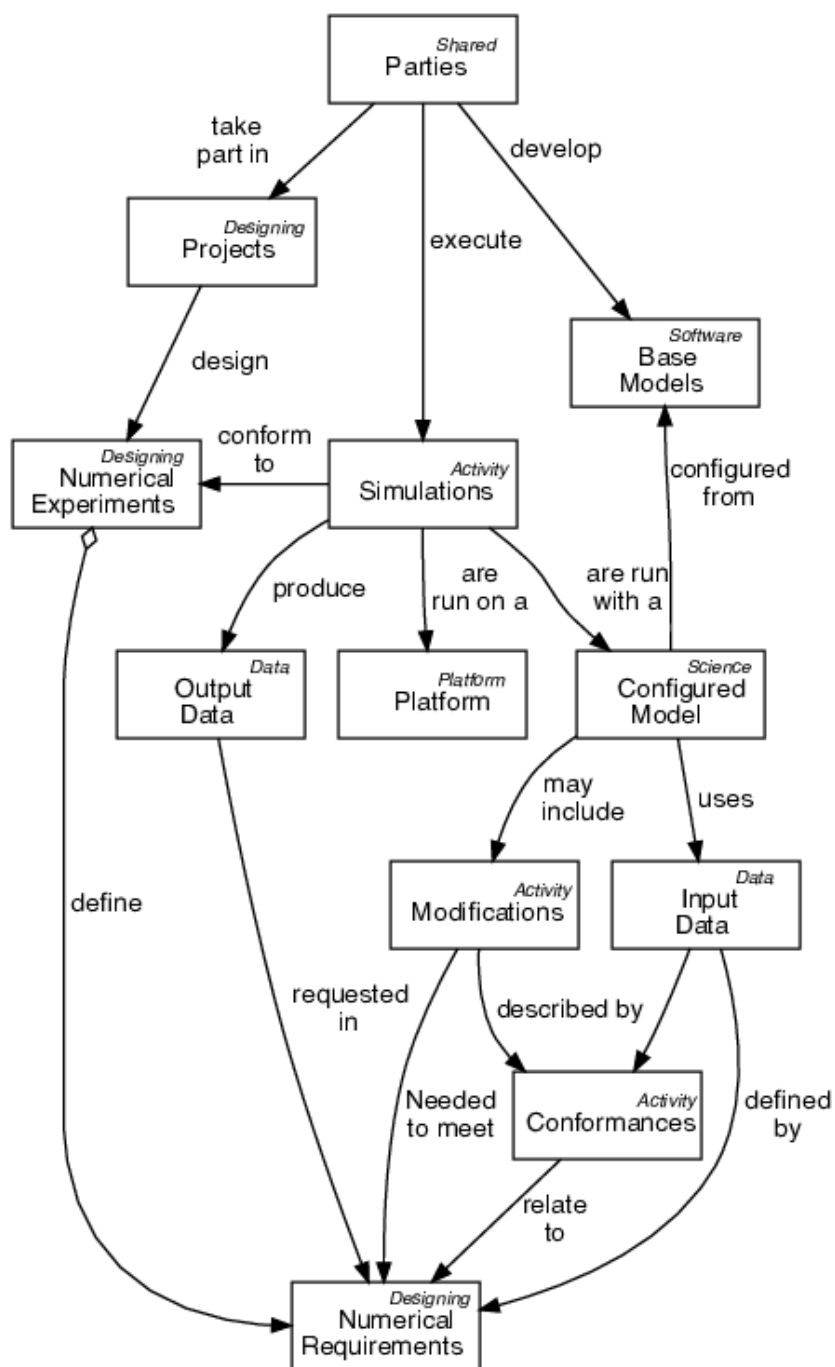 Shared
Parties
take
part in
develop
Designing
Projects
execute
Software
Base
Models
design
Designing
Numerical
Experiments
conform
to
Activity
Simulations
configured
from
produce
are
run on a
are run
with a
Data
Output
Data
Platform
Platform
Science
Configured
Model
may
include
uses
Activity
Modifications
Data
Input
Data
define
requested
in
described by
Needed
to meet
Activity
Conformances
defined
by
relate
to
Designing
Numerical
Requirements